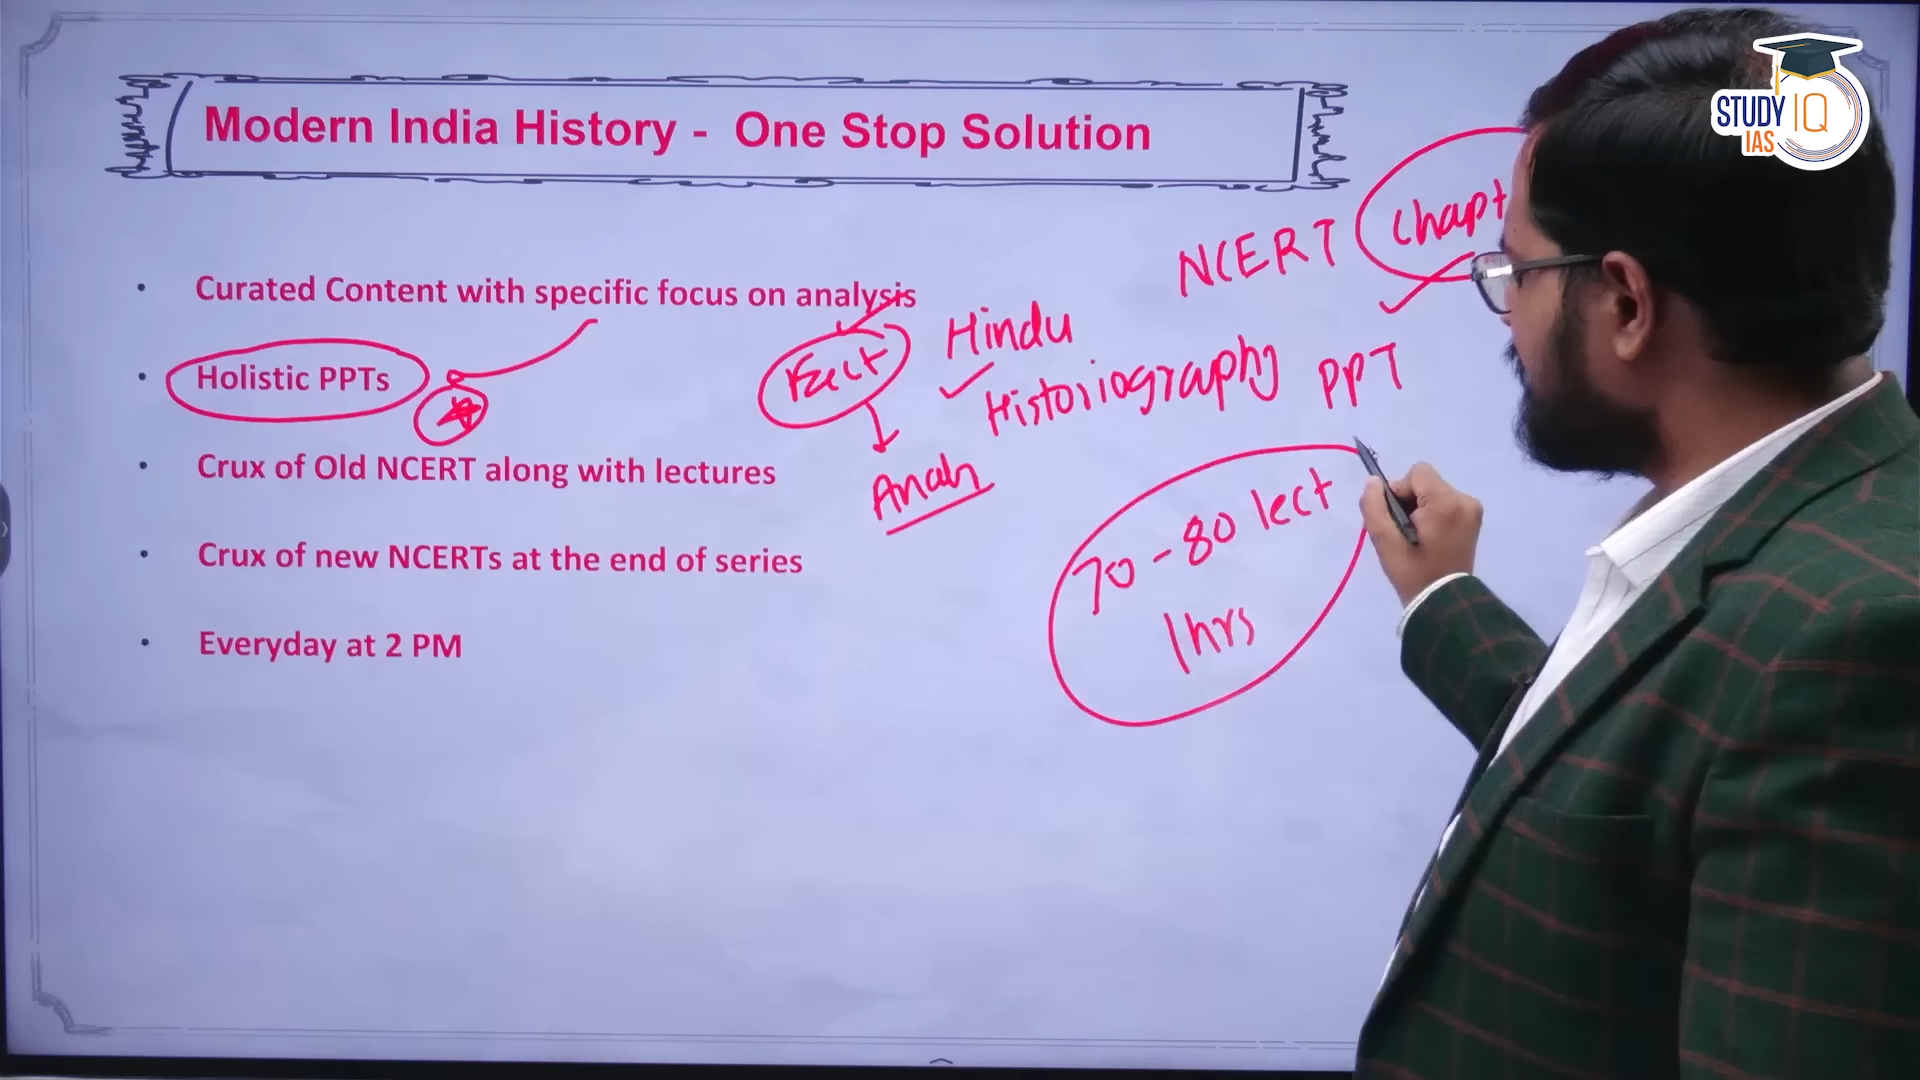 STUDY IQ
IAS
Modern India History - One Stop Solution
NCERT Chapt
• Curated Content with specific focus on analysis
Fact
Hindu
Historiography
PPT
• Holistic PPTs
• Crux of Old NCERT along with lectures
70-80 lect
1hrs
• Crux of new NCERTs at the end of series
• Everyday at 2 PM